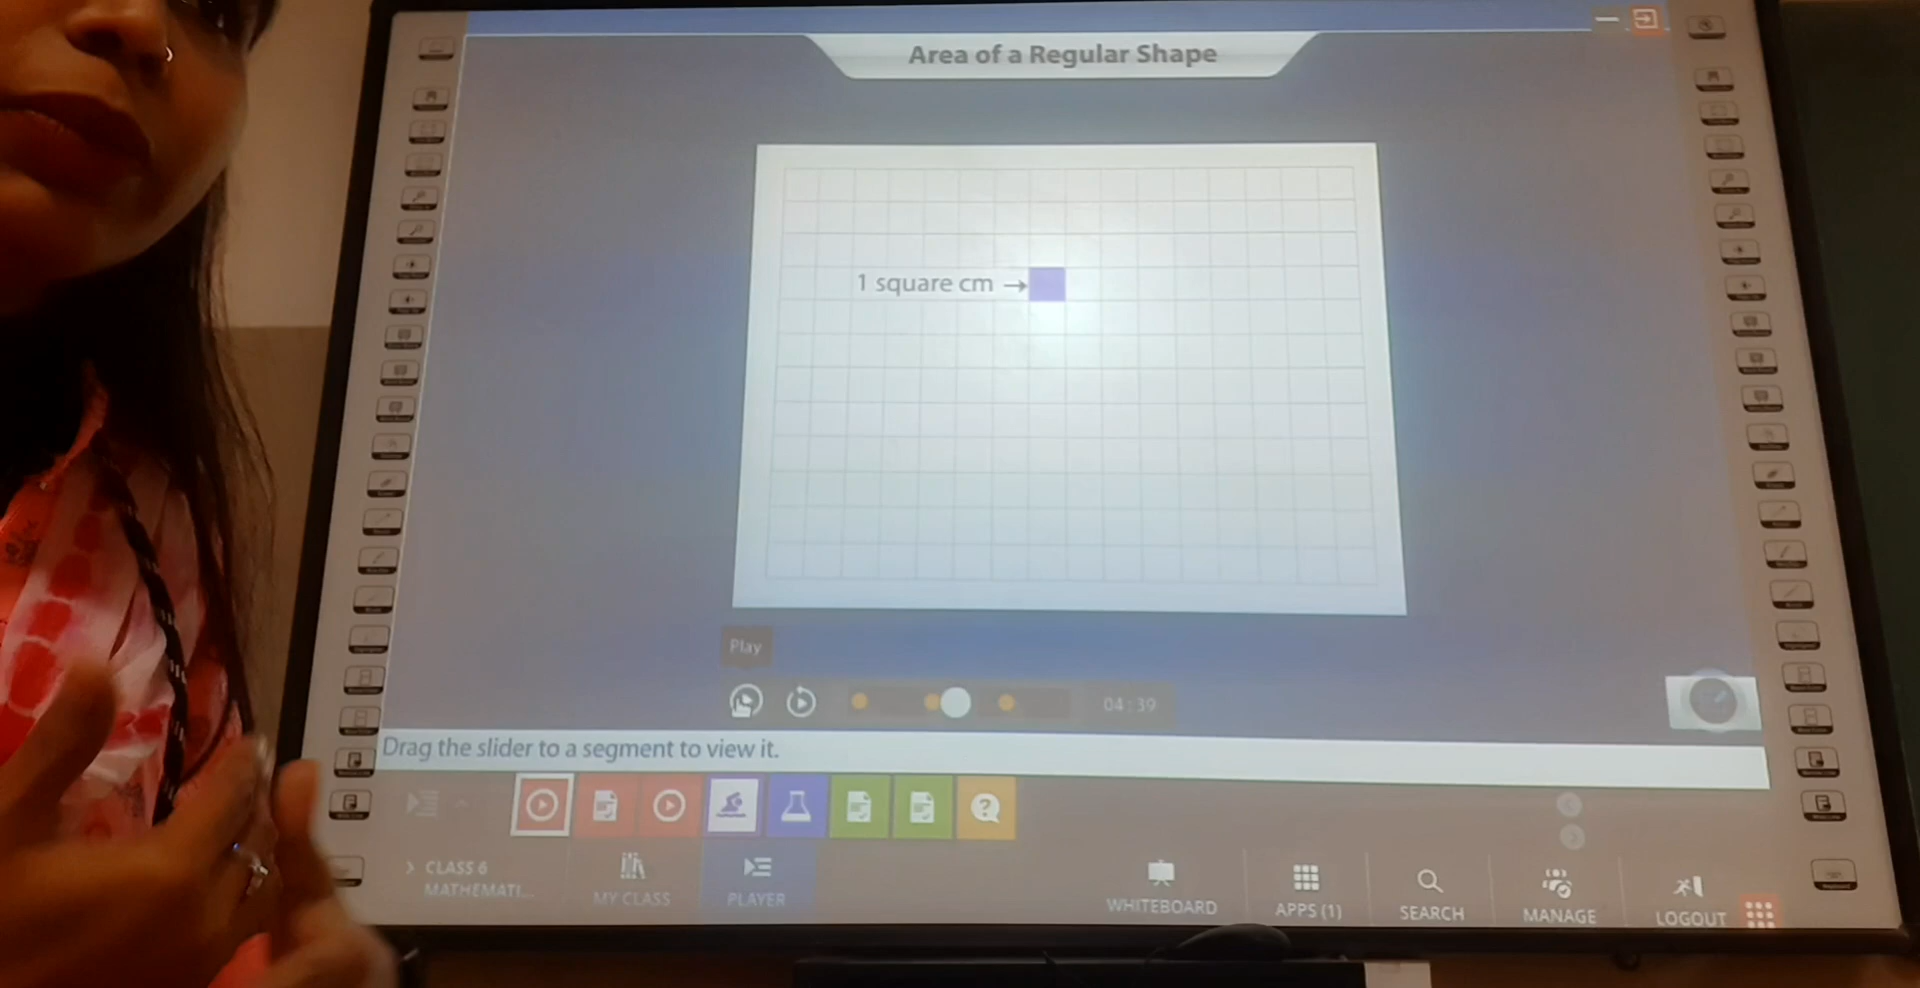 Area of a Regular Shape
1 square cm →
Play
04:39
Drag the slider to a segment to view it.
> CLASS 6
MATHEMATI...
MY CLASS
PLAYER
WHITEBOARD
APPS (1)
SEARCH
MANAGE
LOGOUT